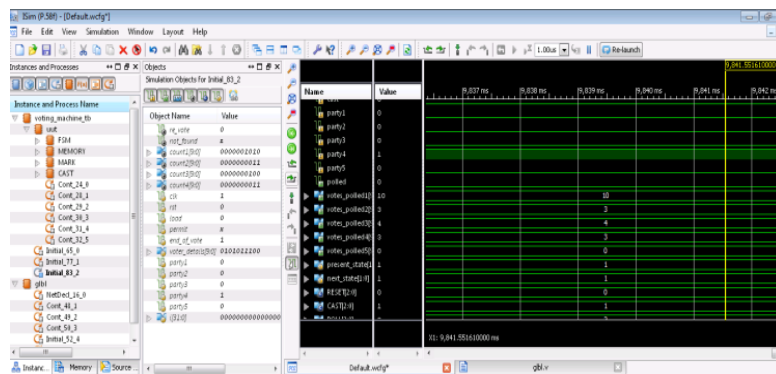 ISim (P.58f) - [Default.wcfg*]
File Edit View Simulation Window Layout Help
1.00us
Re-launch
Instances and Processes
Instance and Process Name
voting_machine_tb
uut
FSM
MEMORY
MARK
CAST
Cont_24_0
Cont_28_1
Cont_29_2
Cont_30_3
Cont_31_4
Cont_32_5
Initial_65_0
Initial_77_1
Initial_83_2
glbl
NetDecl_16_0
Cont_48_1
Cont_49_2
Cont_50_3
Initial_52_4
Instanc... Memory Source ...
Objects
Simulation Objects for Initial_83_2
Object Name Value
re_vote 0
not_found x
count1[9:0] 0000001010
count2[9:0] 0000000011
count3[9:0] 0000000100
count4[9:0] 0000000011
clk 1
rst 0
load 0
permit x
end_of_vote 1
voter_details[9:0] 0101011100
party1 0
party2 0
party3 0
party4 1
party5 0
i[31:0] 00000000000000
Name Value
party1 0
party2 0
party3 0
party4 1
party5 0
polled 0
votes_polled1[ 10
votes_polled2[ 3
votes_polled3[ 4
votes_polled4[ 3
votes_polled5[ 0
present_state[1 1
next_state[1:0] 1
RESET[2:0] 0
CAST[2:0] 1
9,841.551610000
9,837 ms 9,838 ms 9,839 ms 9,840 ms 9,841 ms 9,842 m
10
3
4
3
0
1
1
0
1
X1: 9,841.551610000 ms
Default.wcfg* glbl.v